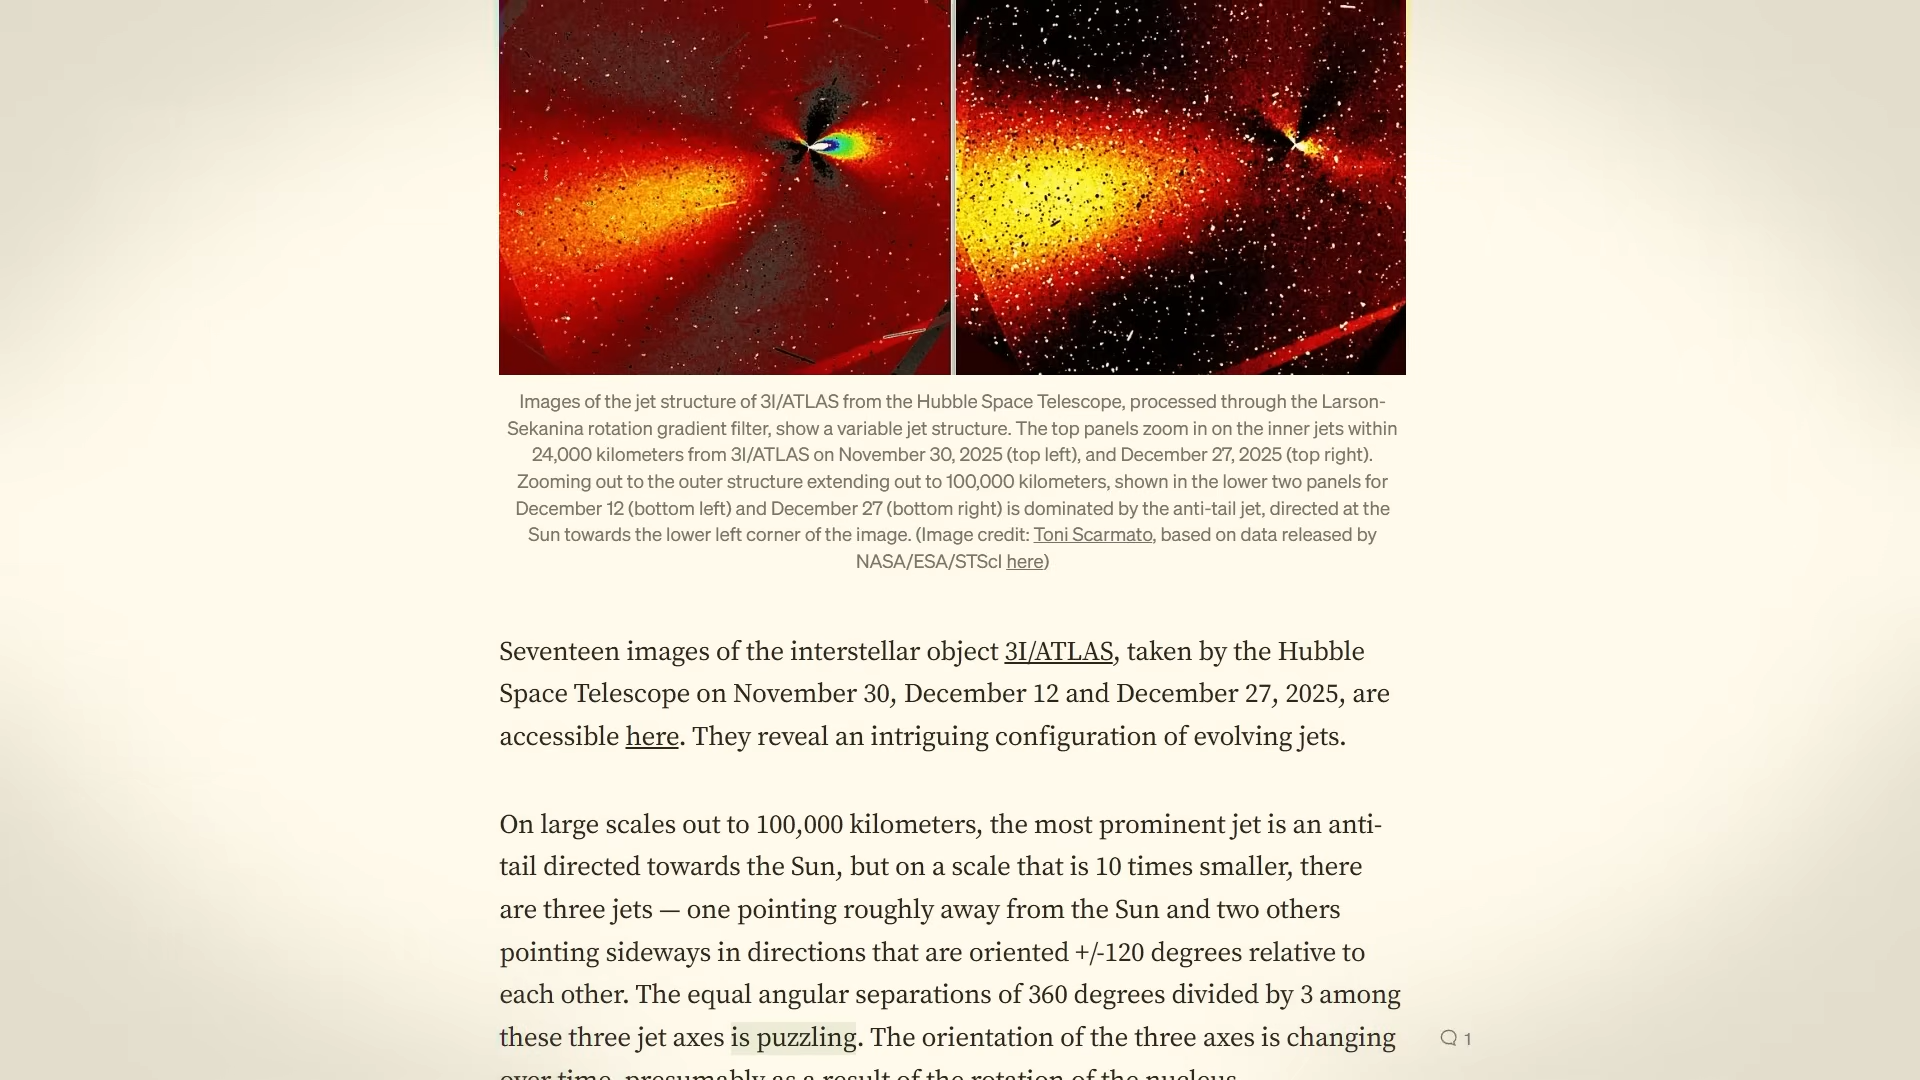 Images of the jet structure of 3I/ATLAS from the Hubble Space Telescope, processed through the Larson-
Sekanina rotation gradient filter, show a variable jet structure. The top panels zoom in on the inner jets within
24,000 kilometers from 3I/ATLAS on November 30, 2025 (top left), and December 27, 2025 (top right).
Zooming out to the outer structure extending out to 100,000 kilometers, shown in the lower two panels for
December 12 (bottom left) and December 27 (bottom right) is dominated by the anti-tail jet, directed at the
Sun towards the lower left corner of the image. (Image credit: Toni Scarmato, based on data released by
NASA/ESA/STScI here)
Seventeen images of the interstellar object 3I/ATLAS, taken by the Hubble
Space Telescope on November 30, December 12 and December 27, 2025, are
accessible here. They reveal an intriguing configuration of evolving jets.
On large scales out to 100,000 kilometers, the most prominent jet is an anti-
tail directed towards the Sun, but on a scale that is 10 times smaller, there
are three jets — one pointing roughly away from the Sun and two others
pointing sideways in directions that are oriented +/-120 degrees relative to
each other. The equal angular separations of 360 degrees divided by 3 among
these three jet axes is puzzling. The orientation of the three axes is changing
1
over time, presumably as a result of the rotation of the nucleus.